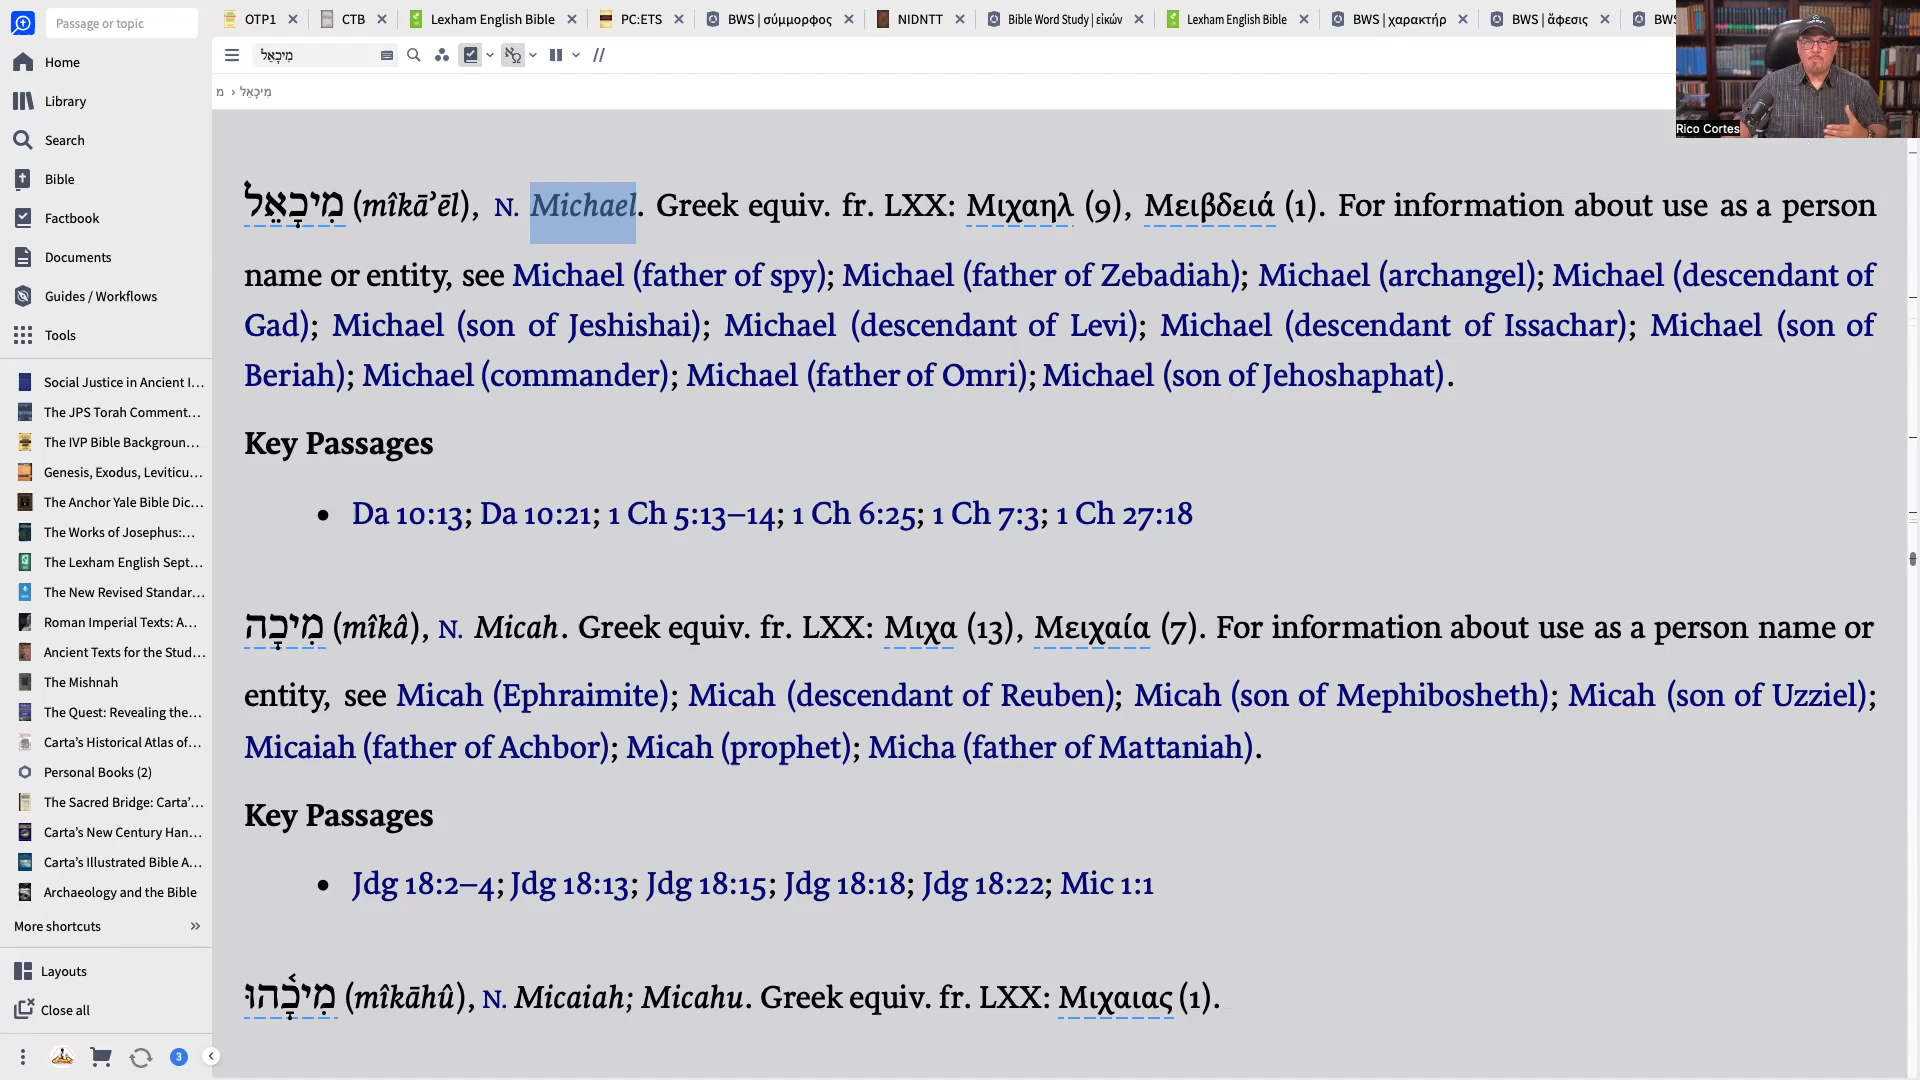 Passage or topic
OTP1
CTB
Lexham English Bible
PC:ETS
BWS | σύμμορφος
NIDNTT
Bible Word Study | εἰκών
Lexham English Bible
BWS | χαρακτήρ
BWS | ἄφεσις
BWS
מִיכָאֵל
מ › מִיכָאֵל
Home
Library
Search
Bible
Factbook
Documents
Guides / Workflows
Tools
Social Justice in Ancient I...
The JPS Torah Comment...
The IVP Bible Backgroun...
Genesis, Exodus, Leviticu...
The Anchor Yale Bible Dic...
The Works of Josephus:...
The Lexham English Sept...
The New Revised Standar...
Roman Imperial Texts: A...
Ancient Texts for the Stud...
The Mishnah
The Quest: Revealing the...
Carta's Historical Atlas of...
Personal Books (2)
The Sacred Bridge: Carta'...
Carta's New Century Han...
Carta's Illustrated Bible A...
Archaeology and the Bible
More shortcuts
Layouts
Close all
3
Rico Cortes
מִיכָאֵל (mîkāʾēl), N. Michael. Greek equiv. fr. LXX: Μιχαηλ (9), Μειβδειά (1). For information about use as a person
name or entity, see Michael (father of spy); Michael (father of Zebadiah); Michael (archangel); Michael (descendant of
Gad); Michael (son of Jeshishai); Michael (descendant of Levi); Michael (descendant of Issachar); Michael (son of
Beriah); Michael (commander); Michael (father of Omri); Michael (son of Jehoshaphat).
Key Passages
• Da 10:13; Da 10:21; 1 Ch 5:13–14; 1 Ch 6:25; 1 Ch 7:3; 1 Ch 27:18
מִיכָה (mîkâ), N. Micah. Greek equiv. fr. LXX: Μιχα (13), Μειχαία (7). For information about use as a person name or
entity, see Micah (Ephraimite); Micah (descendant of Reuben); Micah (son of Mephibosheth); Micah (son of Uzziel);
Micaiah (father of Achbor); Micah (prophet); Micha (father of Mattaniah).
Key Passages
• Jdg 18:2–4; Jdg 18:13; Jdg 18:15; Jdg 18:18; Jdg 18:22; Mic 1:1
מִיכָ֫הוּ (mîkāhû), N. Micaiah; Micahu. Greek equiv. fr. LXX: Μιχαιας (1).